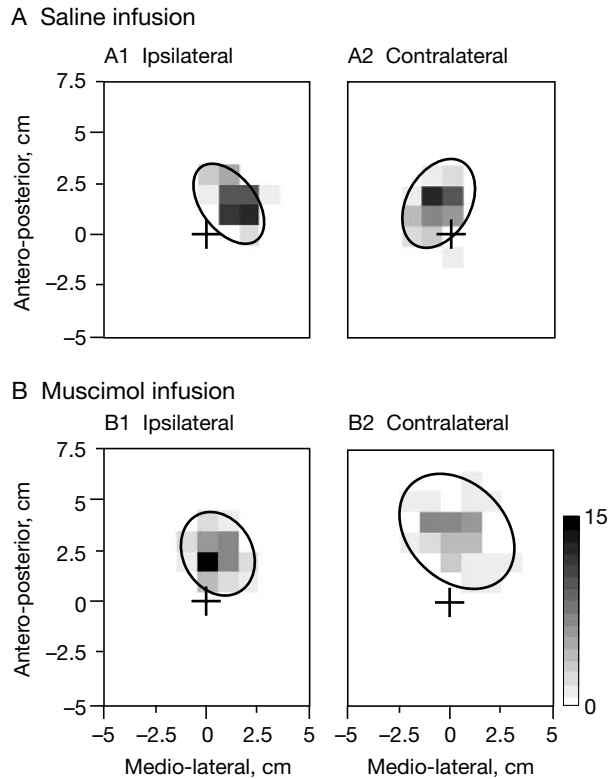 A Saline infusion
A1 Ipsilateral
A2 Contralateral
7.5
5
2.5
0
−2.5
−5
Antero-posterior, cm
B Muscimol infusion
B1 Ipsilateral
B2 Contralateral
7.5
5
2.5
0
−2.5
−5
Antero-posterior, cm
15
0
−5 −2.5 0 2.5 5
−5 −2.5 0 2.5 5
Medio-lateral, cm
Medio-lateral, cm